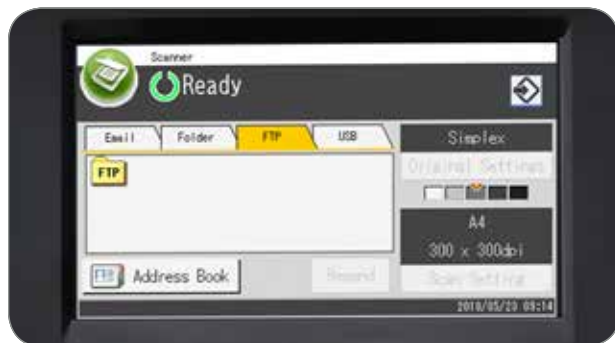 Scanner
Ready
Email
Folder
FTP
USB
FTP
Address Book
Resend
Simplex
Original Settings
A4
300 x 300dpi
Scan Setting
2018/05/29 09:14